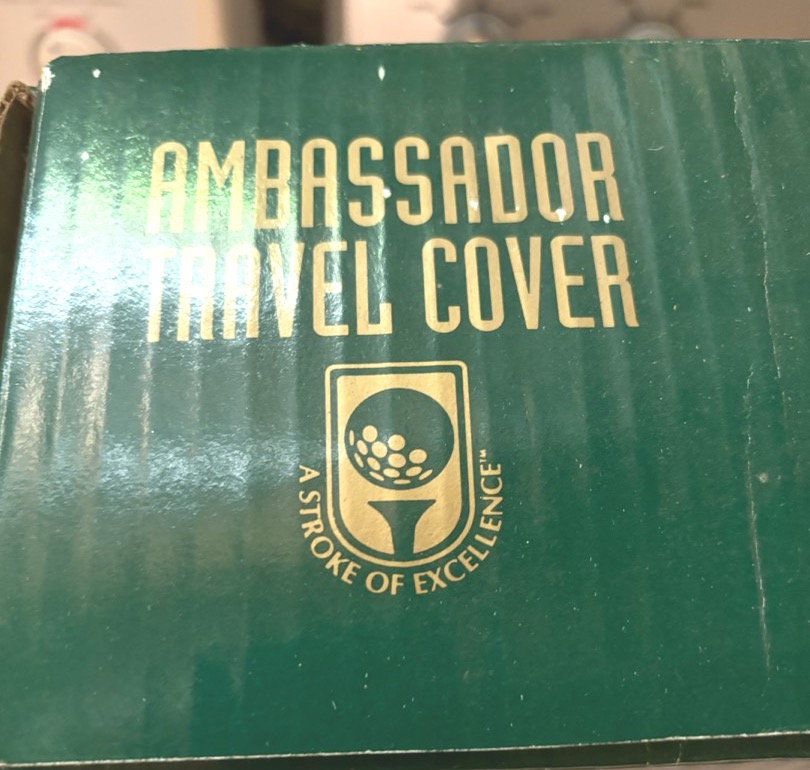 AMBASSADOR
TRAVEL COVER
A STROKE OF EXCELLENCE™